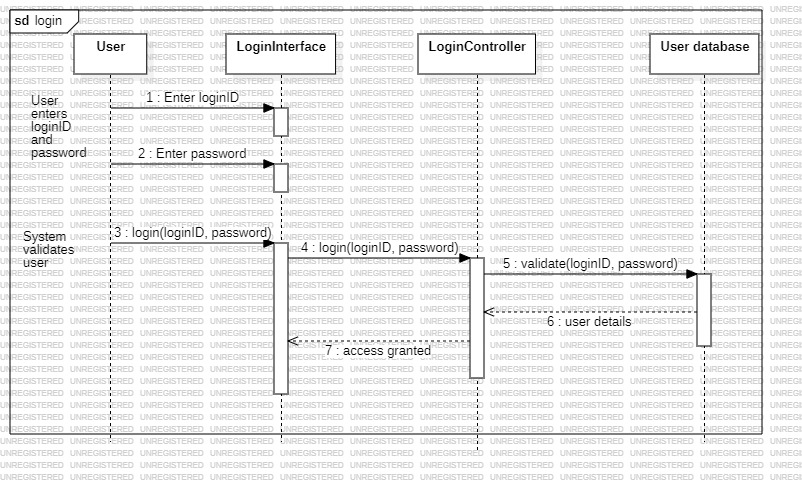 sd login
User
LoginInterface
LoginController
User database
1 : Enter loginID
User
enters
loginID
and
password
2 : Enter password
3 : login(loginID, password)
System
validates
user
4 : login(loginID, password)
5 : validate(loginID, password)
6 : user details
7 : access granted
UNREGISTERED